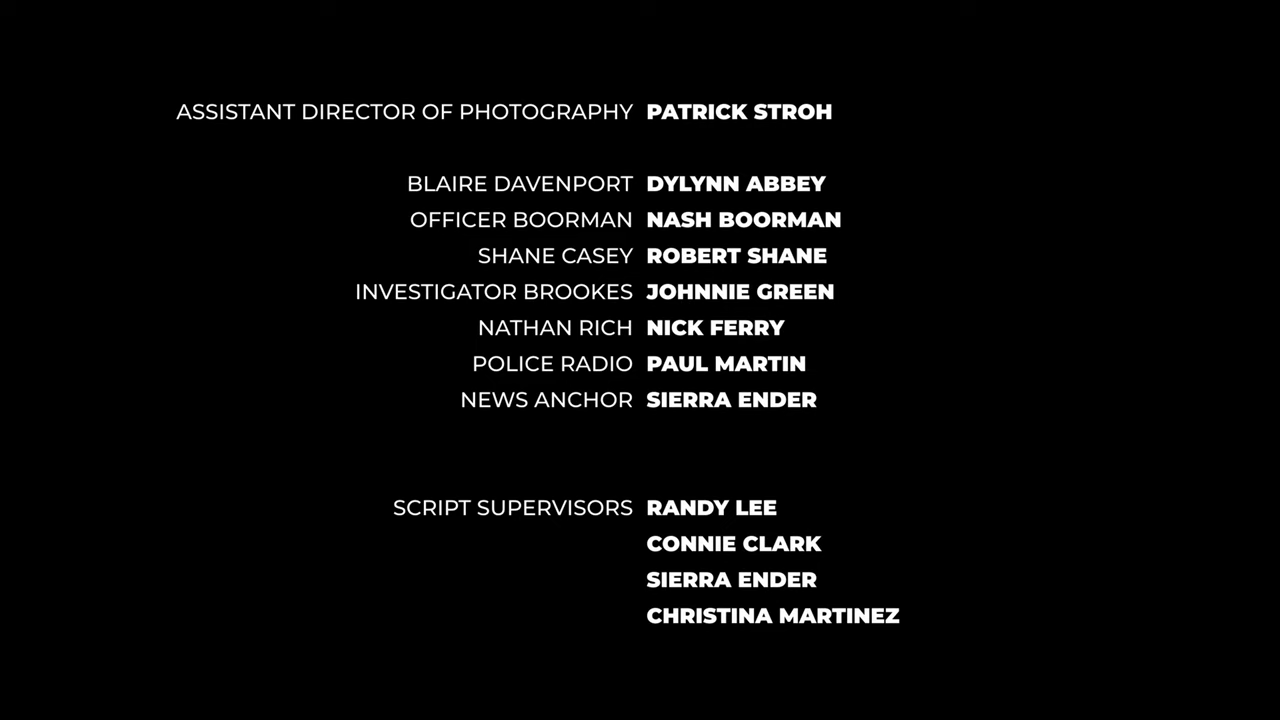 ASSISTANT DIRECTOR OF PHOTOGRAPHY PATRICK STROH
BLAIRE DAVENPORT DYLYNN ABBEY
OFFICER BOORMAN NASH BOORMAN
SHANE CASEY ROBERT SHANE
INVESTIGATOR BROOKES JOHNNIE GREEN
NATHAN RICH NICK FERRY
POLICE RADIO PAUL MARTIN
NEWS ANCHOR SIERRA ENDER
SCRIPT SUPERVISORS RANDY LEE
CONNIE CLARK
SIERRA ENDER
CHRISTINA MARTINEZ